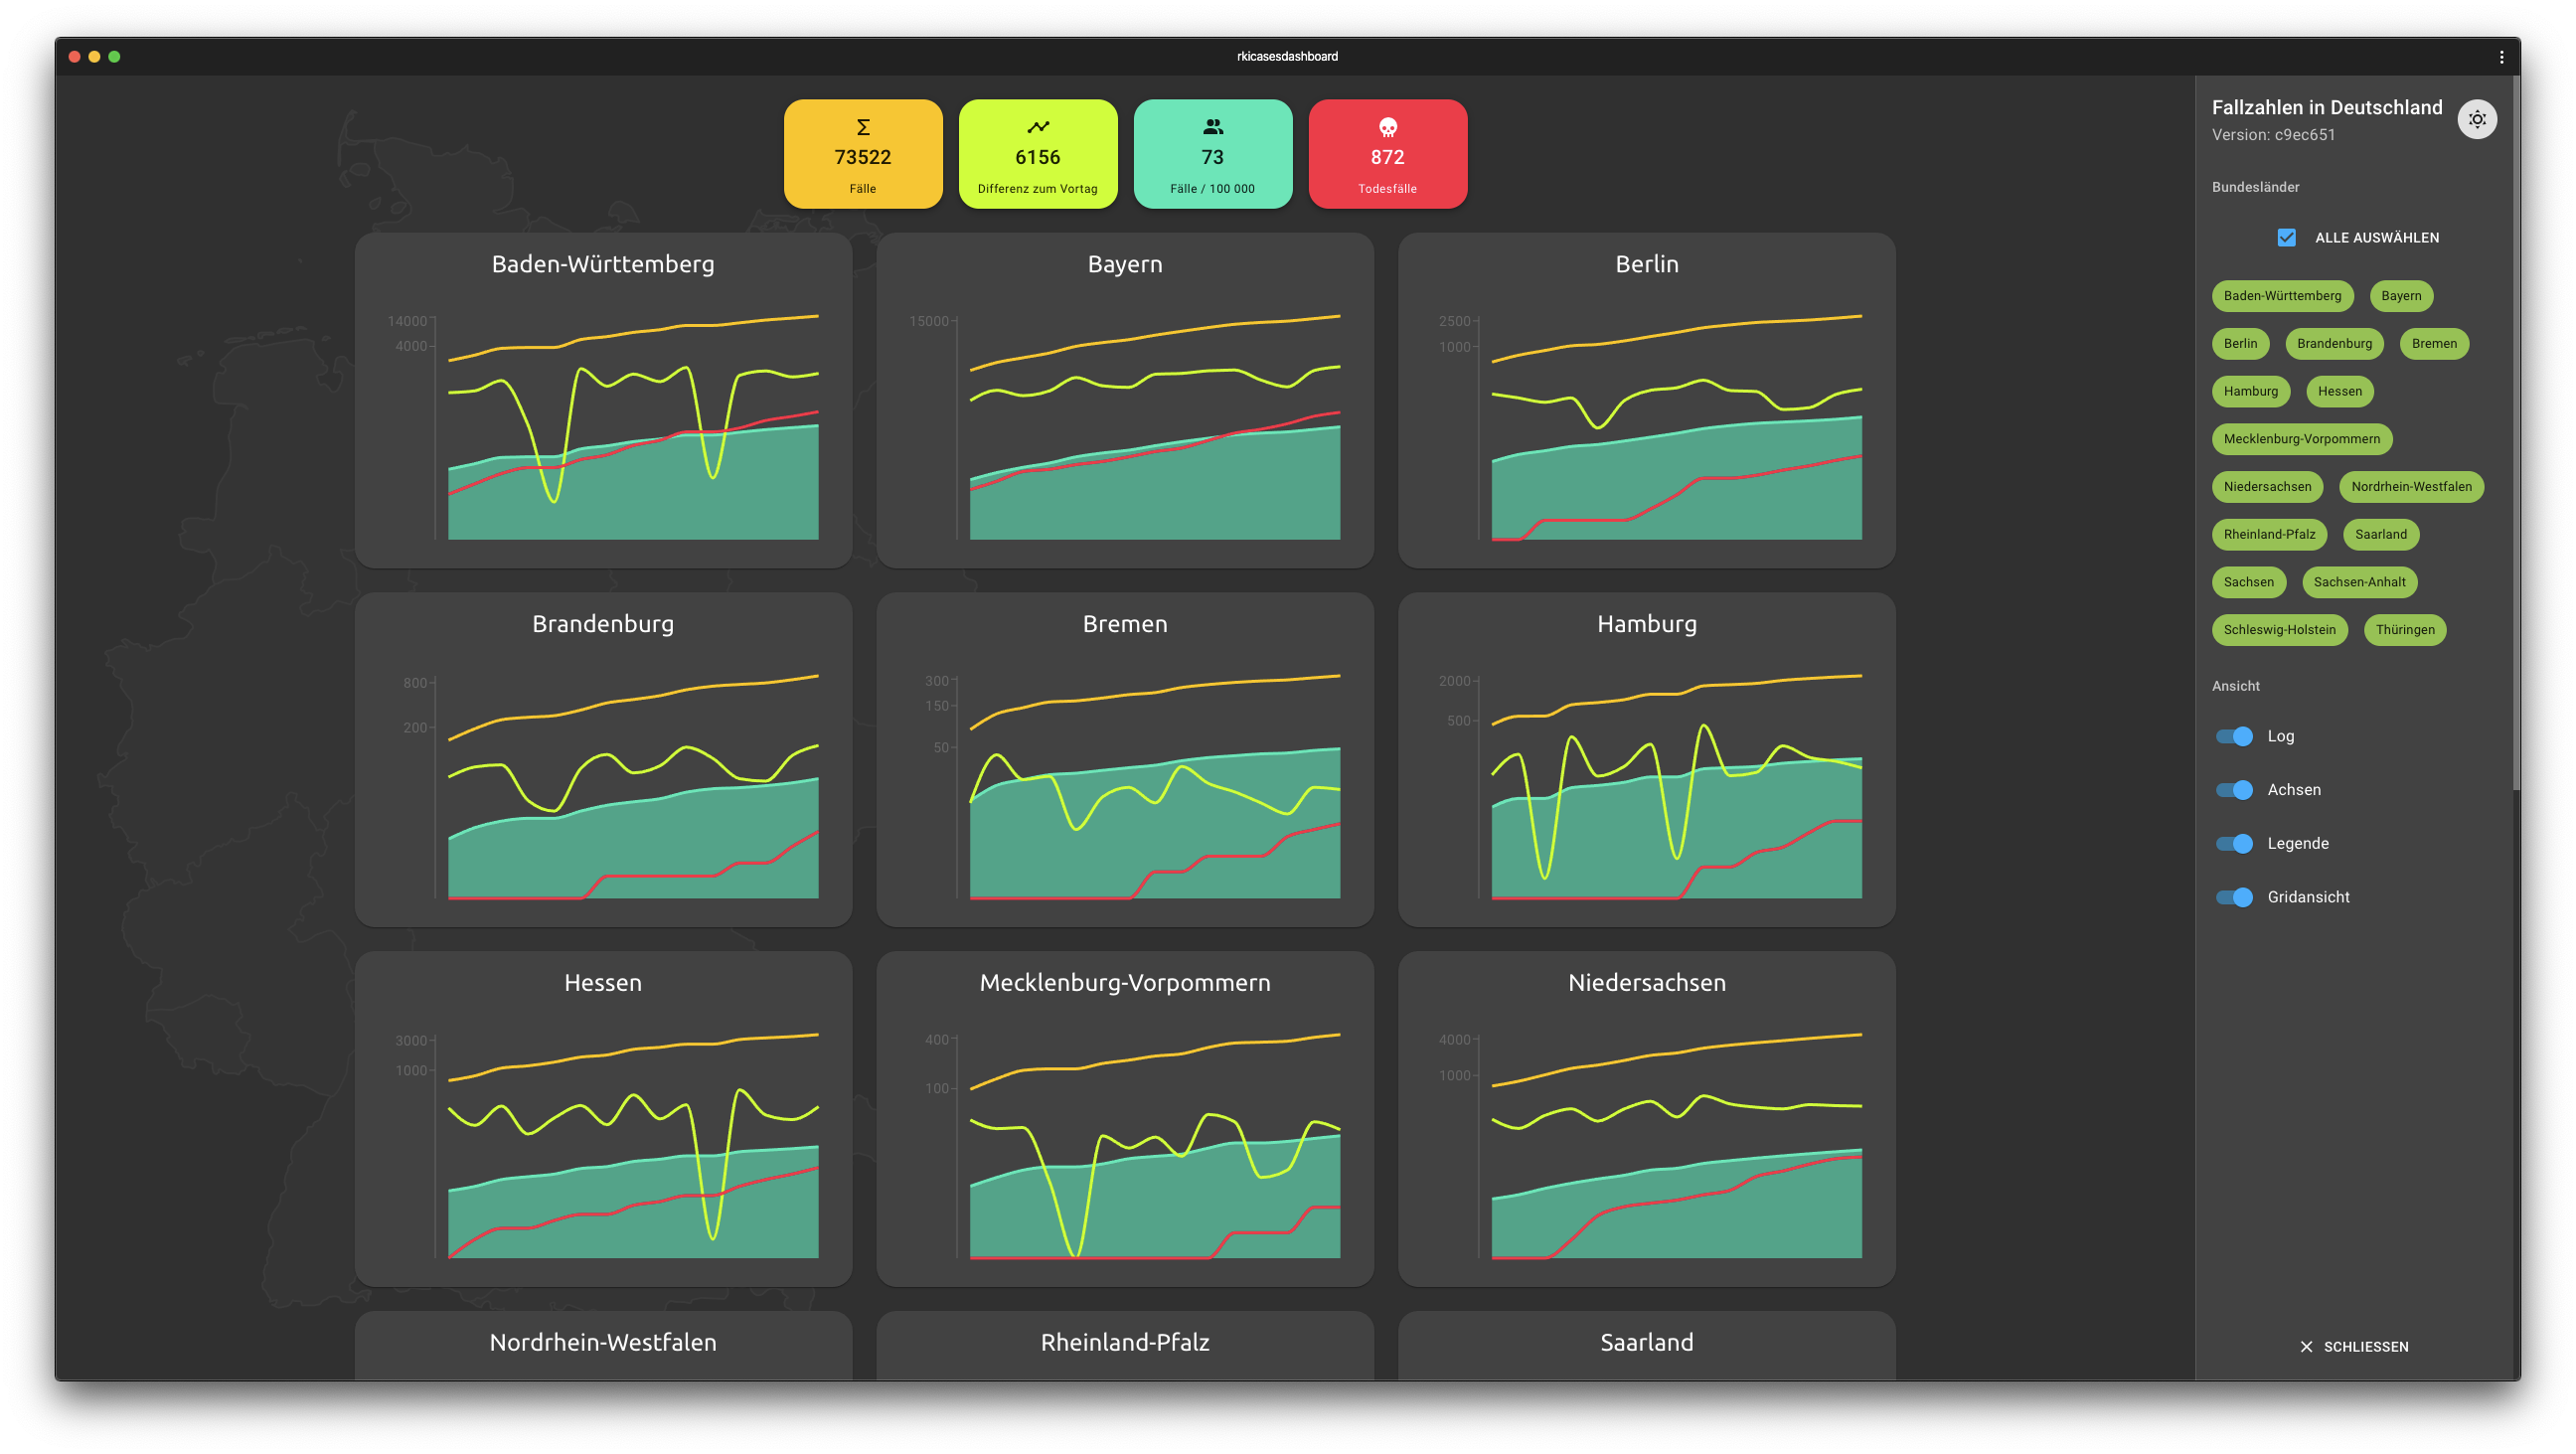 rkicasesdashboard
73522
Fälle
6156
Differenz zum Vortag
73
Fälle / 100 000
872
Todesfälle
Baden-Württemberg
14000
4000
Bayern
15000
Berlin
2500
1000
Brandenburg
800
200
Bremen
300
150
50
Hamburg
2000
500
Hessen
3000
1000
Mecklenburg-Vorpommern
400
100
Niedersachsen
4000
1000
Nordrhein-Westfalen
Rheinland-Pfalz
Saarland
Fallzahlen in Deutschland
Version: c9ec651
Bundesländer
ALLE AUSWÄHLEN
Baden-Württemberg Bayern
Berlin Brandenburg Bremen
Hamburg Hessen
Mecklenburg-Vorpommern
Niedersachsen Nordrhein-Westfalen
Rheinland-Pfalz Saarland
Sachsen Sachsen-Anhalt
Schleswig-Holstein Thüringen
Ansicht
Log
Achsen
Legende
Gridansicht
SCHLIESSEN